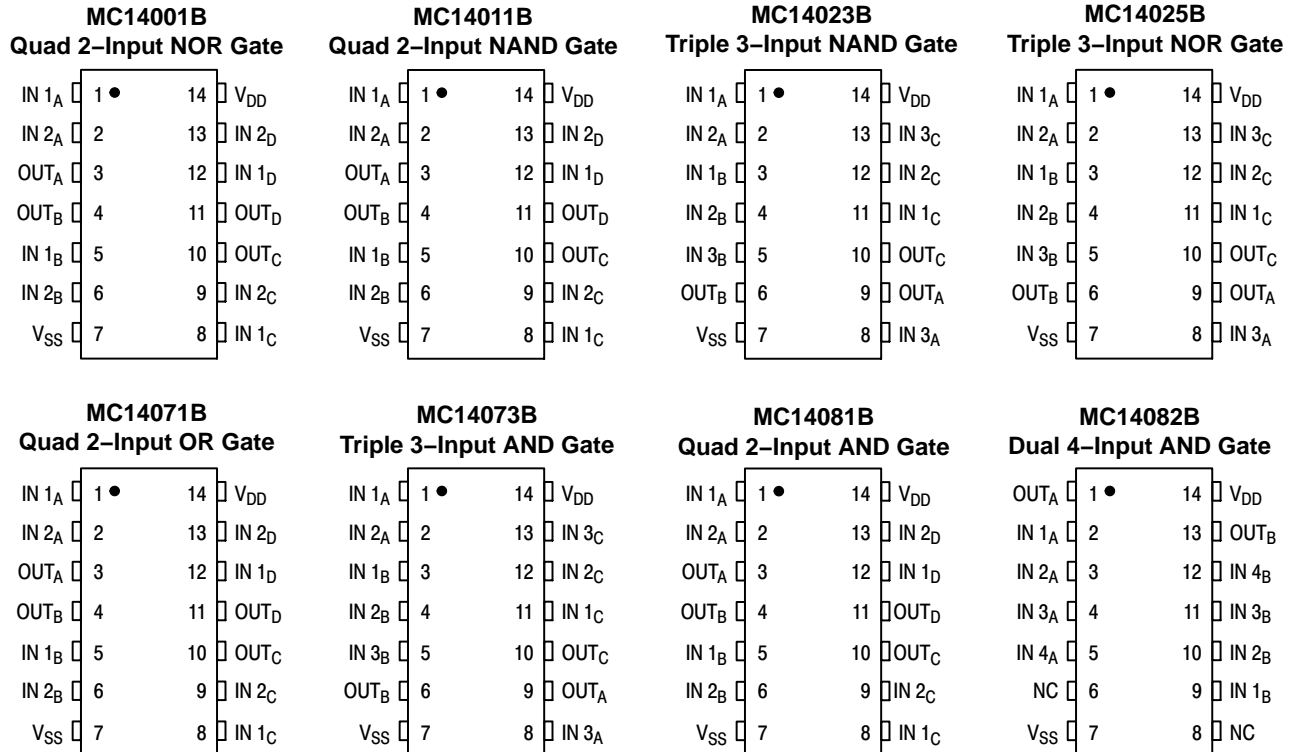 MC14001B
Quad 2–Input NOR Gate
IN 1A 1 14 VDD
IN 2A 2 13 IN 2D
OUTA 3 12 IN 1D
OUTB 4 11 OUTD
IN 1B 5 10 OUTC
IN 2B 6 9 IN 2C
VSS 7 8 IN 1C
MC14011B
Quad 2–Input NAND Gate
IN 1A 1 14 VDD
IN 2A 2 13 IN 2D
OUTA 3 12 IN 1D
OUTB 4 11 OUTD
IN 1B 5 10 OUTC
IN 2B 6 9 IN 2C
VSS 7 8 IN 1C
MC14023B
Triple 3–Input NAND Gate
IN 1A 1 14 VDD
IN 2A 2 13 IN 3C
IN 1B 3 12 IN 2C
IN 2B 4 11 IN 1C
IN 3B 5 10 OUTC
OUTB 6 9 OUTA
VSS 7 8 IN 3A
MC14025B
Triple 3–Input NOR Gate
IN 1A 1 14 VDD
IN 2A 2 13 IN 3C
IN 1B 3 12 IN 2C
IN 2B 4 11 IN 1C
IN 3B 5 10 OUTC
OUTB 6 9 OUTA
VSS 7 8 IN 3A
MC14071B
Quad 2–Input OR Gate
IN 1A 1 14 VDD
IN 2A 2 13 IN 2D
OUTA 3 12 IN 1D
OUTB 4 11 OUTD
IN 1B 5 10 OUTC
IN 2B 6 9 IN 2C
VSS 7 8 IN 1C
MC14073B
Triple 3–Input AND Gate
IN 1A 1 14 VDD
IN 2A 2 13 IN 3C
IN 1B 3 12 IN 2C
IN 2B 4 11 IN 1C
IN 3B 5 10 OUTC
OUTB 6 9 OUTA
VSS 7 8 IN 3A
MC14081B
Quad 2–Input AND Gate
IN 1A 1 14 VDD
IN 2A 2 13 IN 2D
OUTA 3 12 IN 1D
OUTB 4 11 OUTD
IN 1B 5 10 OUTC
IN 2B 6 9 IN 2C
VSS 7 8 IN 1C
MC14082B
Dual 4–Input AND Gate
OUTA 1 14 VDD
IN 1A 2 13 OUTB
IN 2A 3 12 IN 4B
IN 3A 4 11 IN 3B
IN 4A 5 10 IN 2B
NC 6 9 IN 1B
VSS 7 8 NC